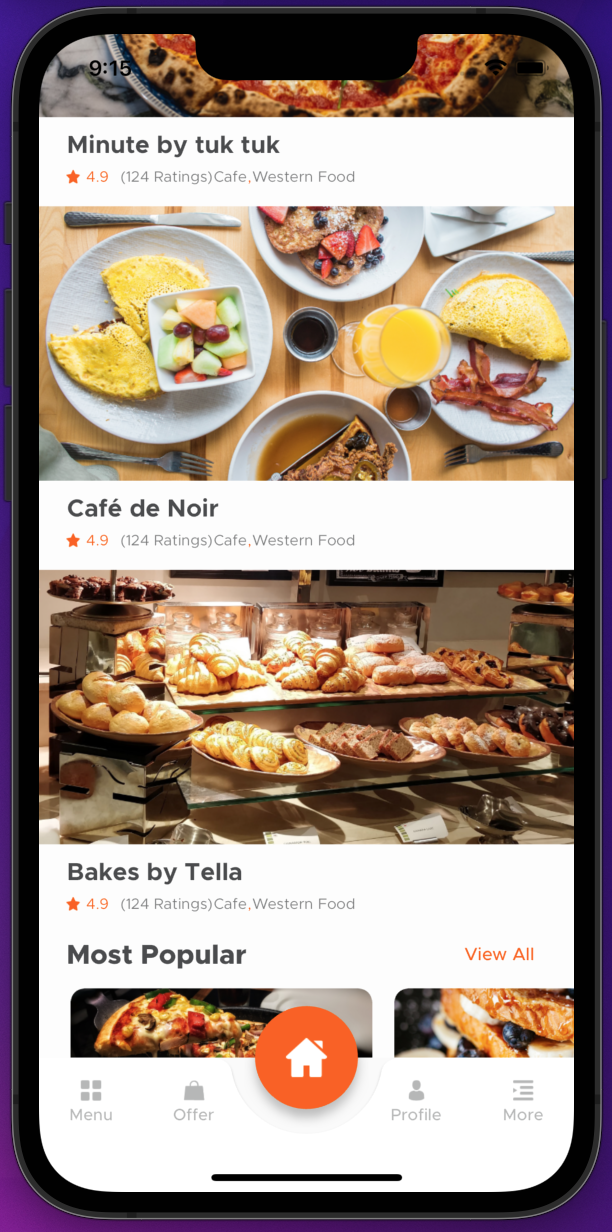 9:15
Minute by tuk tuk
4.9 (124 Ratings)Cafe,Western Food
Café de Noir
4.9 (124 Ratings)Cafe,Western Food
Bakes by Tella
4.9 (124 Ratings)Cafe,Western Food
Most Popular View All
Menu Offer Profile More